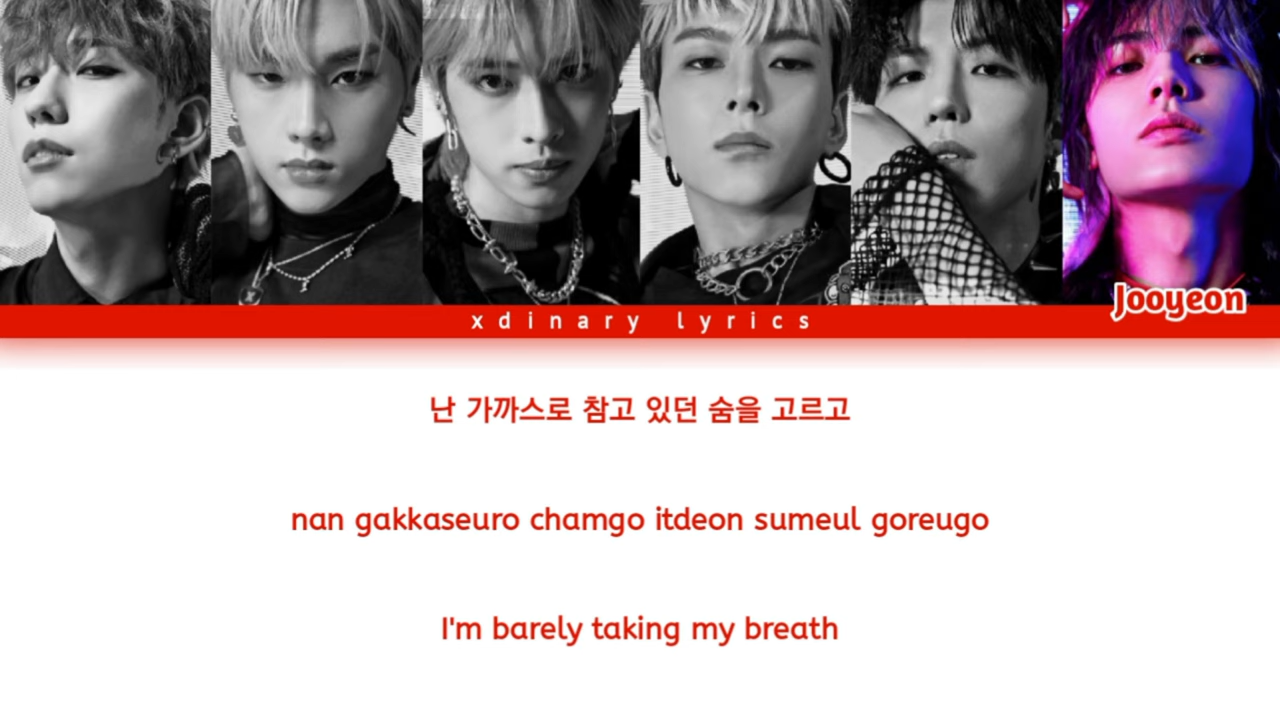 Jooyeon
xdinary lyrics
난 가까스로 참고 있던 숨을 고르고
nan gakkaseuro chamgo itdeon sumeul goreugo
I'm barely taking my breath